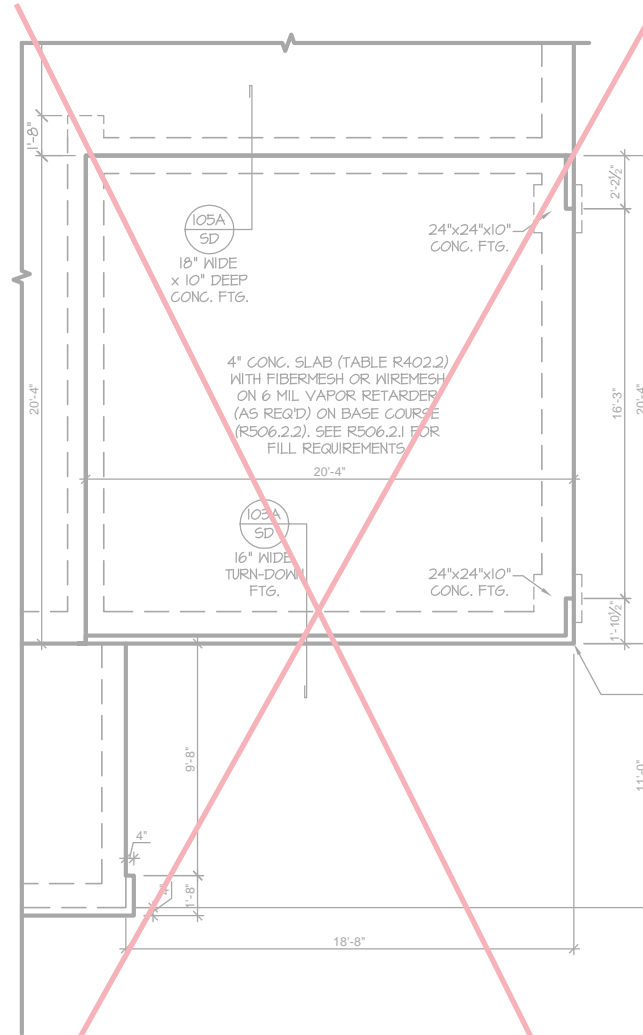 1'-8"
2'-2½"
105A
SD
18" WIDE
x 10" DEEP
CONC. FTG.
24"x24"x10"
CONC. FTG.
4" CONC. SLAB (TABLE R402.2)
WITH FIBERMESH OR WIREMESH
ON 6 MIL VAPOR RETARDER
(AS REQ'D) ON BASE COURSE
(R506.2.2). SEE R506.2.1 FOR
FILL REQUIREMENTS
20'-4"
16'-3"
20'-4"
20'-4"
103A
SD
16" WIDE
TURN-DOWN
FTG.
24"x24"x10"
CONC. FTG.
1'-10½"
9'-8"
11'-0"
4"
4"
1'-8"
18'-8"